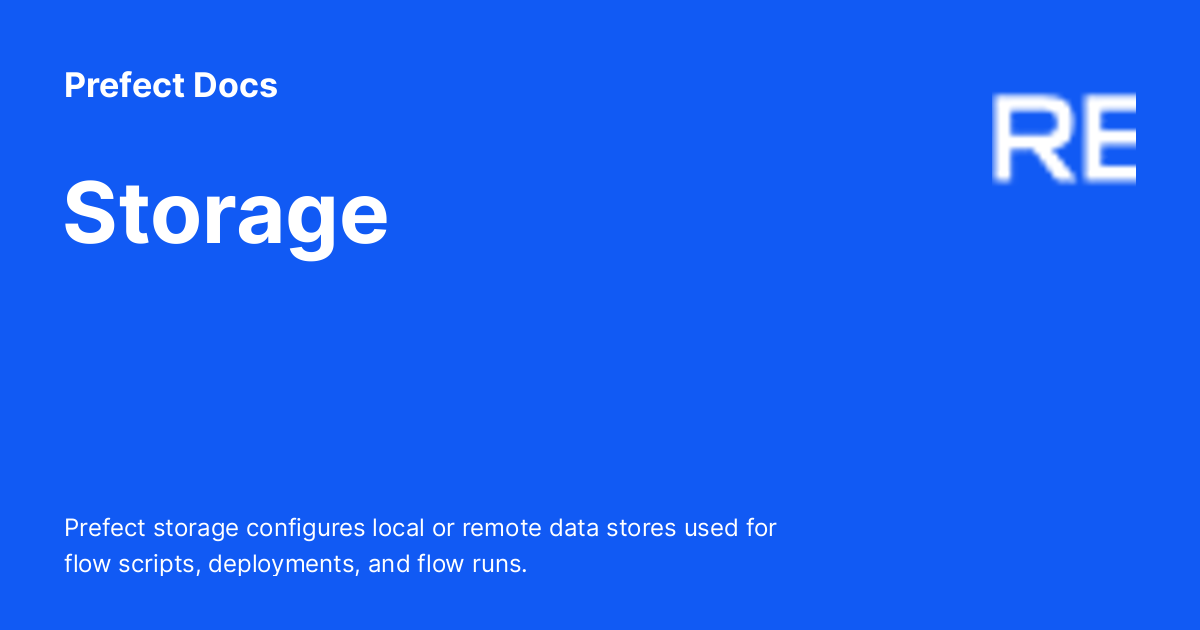 Prefect Docs
RE
Storage
Prefect storage configures local or remote data stores used for
flow scripts, deployments, and flow runs.